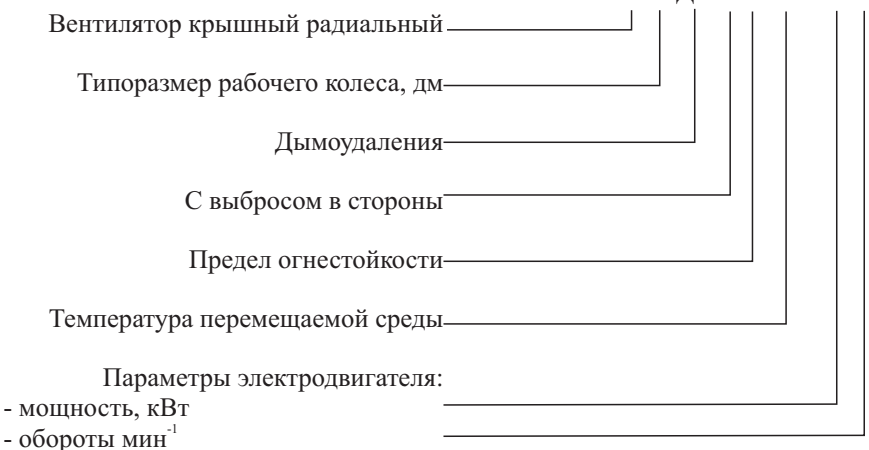 Вентилятор крышный радиальный
Типоразмер рабочего колеса, дм
Дымоудаления
С выбросом в стороны
Предел огнестойкости
Температура перемещаемой среды
Параметры электродвигателя:
- мощность, кВт
- обороты мин⁻¹